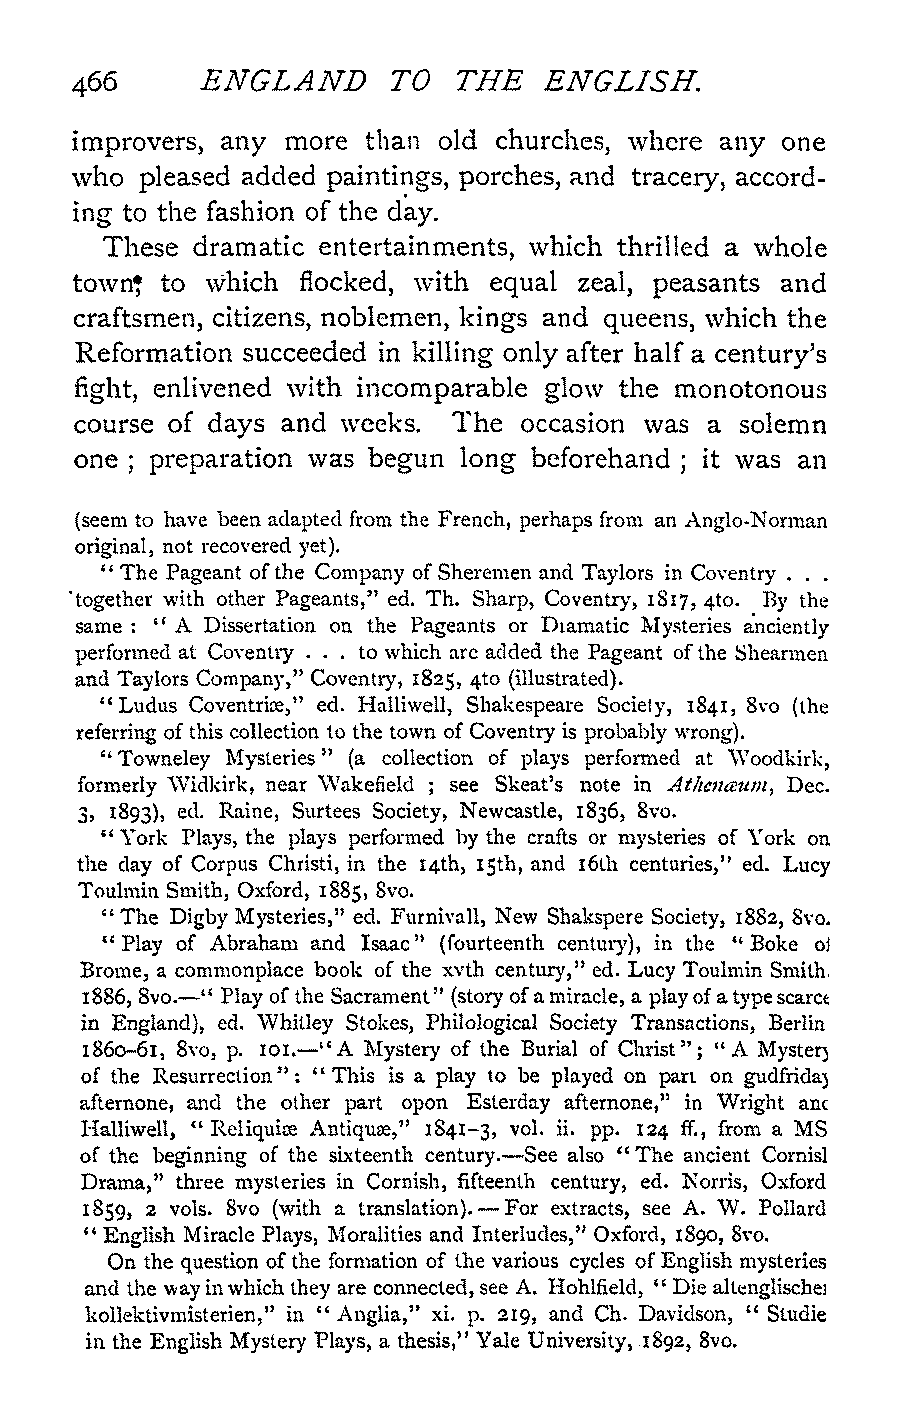 466 ENGLAND TO THE ENGLISH.
improvers, any more than old churches, where any one
who pleased added paintings, porches, and tracery, accord-
ing to the fashion of the day.
These dramatic entertainments, which thrilled a whole
town; to which flocked, with equal zeal, peasants and
craftsmen, citizens, noblemen, kings and queens, which the
Reformation succeeded in killing only after half a century's
fight, enlivened with incomparable glow the monotonous
course of days and weeks. The occasion was a solemn
one ; preparation was begun long beforehand ; it was an
(seem to have been adapted from the French, perhaps from an Anglo-Norman
original, not recovered yet).
"The Pageant of the Company of Sheremen and Taylors in Coventry . . .
together with other Pageants," ed. Th. Sharp, Coventry, 1817, 4to. By the
same : "A Dissertation on the Pageants or Dramatic Mysteries anciently
performed at Coventry . . . to which are added the Pageant of the Shearmen
and Taylors Company," Coventry, 1825, 4to (illustrated).
"Ludus Coventriæ," ed. Halliwell, Shakespeare Society, 1841, 8vo (the
referring of this collection to the town of Coventry is probably wrong).
"Towneley Mysteries" (a collection of plays performed at Woodkirk,
formerly Widkirk, near Wakefield ; see Skeat's note in Athenæum, Dec.
3, 1893), ed. Raine, Surtees Society, Newcastle, 1836, 8vo.
"York Plays, the plays performed by the crafts or mysteries of York on
the day of Corpus Christi, in the 14th, 15th, and 16th centuries," ed. Lucy
Toulmin Smith, Oxford, 1885, 8vo.
"The Digby Mysteries," ed. Furnivall, New Shakspere Society, 1882, 8vo.
"Play of Abraham and Isaac" (fourteenth century), in the "Boke of
Brome, a commonplace book of the xvth century," ed. Lucy Toulmin Smith,
1886, 8vo.—"Play of the Sacrament" (story of a miracle, a play of a type scarce
in England), ed. Whitley Stokes, Philological Society Transactions, Berlin
1860–61, 8vo, p. 101.—"A Mystery of the Burial of Christ"; "A Mystery
of the Resurrection": "This is a play to be played on part on gudfriday
afternone, and the other part opon Esterday afternone," in Wright and
Halliwell, "Reliquiæ Antiquæ," 1841–3, vol. ii. pp. 124 ff., from a MS
of the beginning of the sixteenth century.—See also "The ancient Cornish
Drama," three mysteries in Cornish, fifteenth century, ed. Norris, Oxford
1859, 2 vols. 8vo (with a translation).—For extracts, see A. W. Pollard
"English Miracle Plays, Moralities and Interludes," Oxford, 1890, 8vo.
On the question of the formation of the various cycles of English mysteries
and the way in which they are connected, see A. Hohlfield, "Die altenglischen
kollektivmisterien," in "Anglia," xi. p. 219, and Ch. Davidson, "Studie
in the English Mystery Plays, a thesis," Yale University, 1892, 8vo.